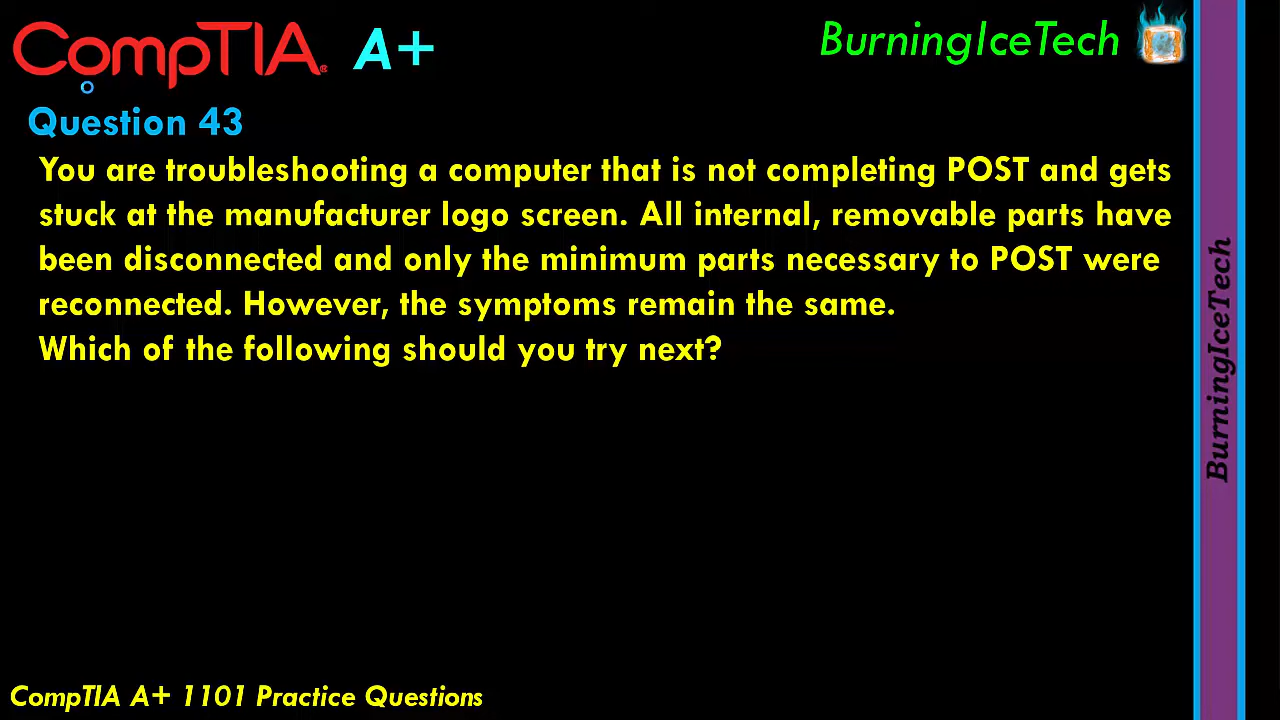 CompTIA® A+
BurningIceTech
Question 43
You are troubleshooting a computer that is not completing POST and gets
stuck at the manufacturer logo screen. All internal, removable parts have
been disconnected and only the minimum parts necessary to POST were
reconnected. However, the symptoms remain the same.
Which of the following should you try next?
BurningIceTech
CompTIA A+ 1101 Practice Questions